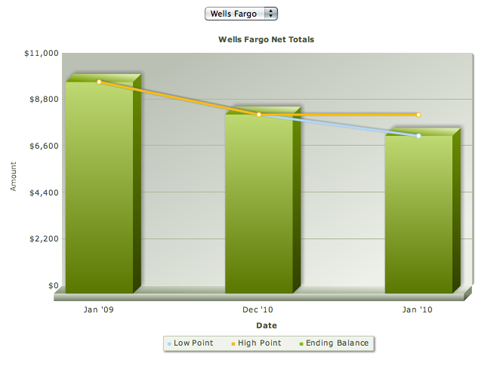 Wells Fargo
Wells Fargo Net Totals
$11,000
$8,800
$6,600
$4,400
$2,200
$0
Amount
Jan '09
Dec '10
Jan '10
Date
Low Point
High Point
Ending Balance